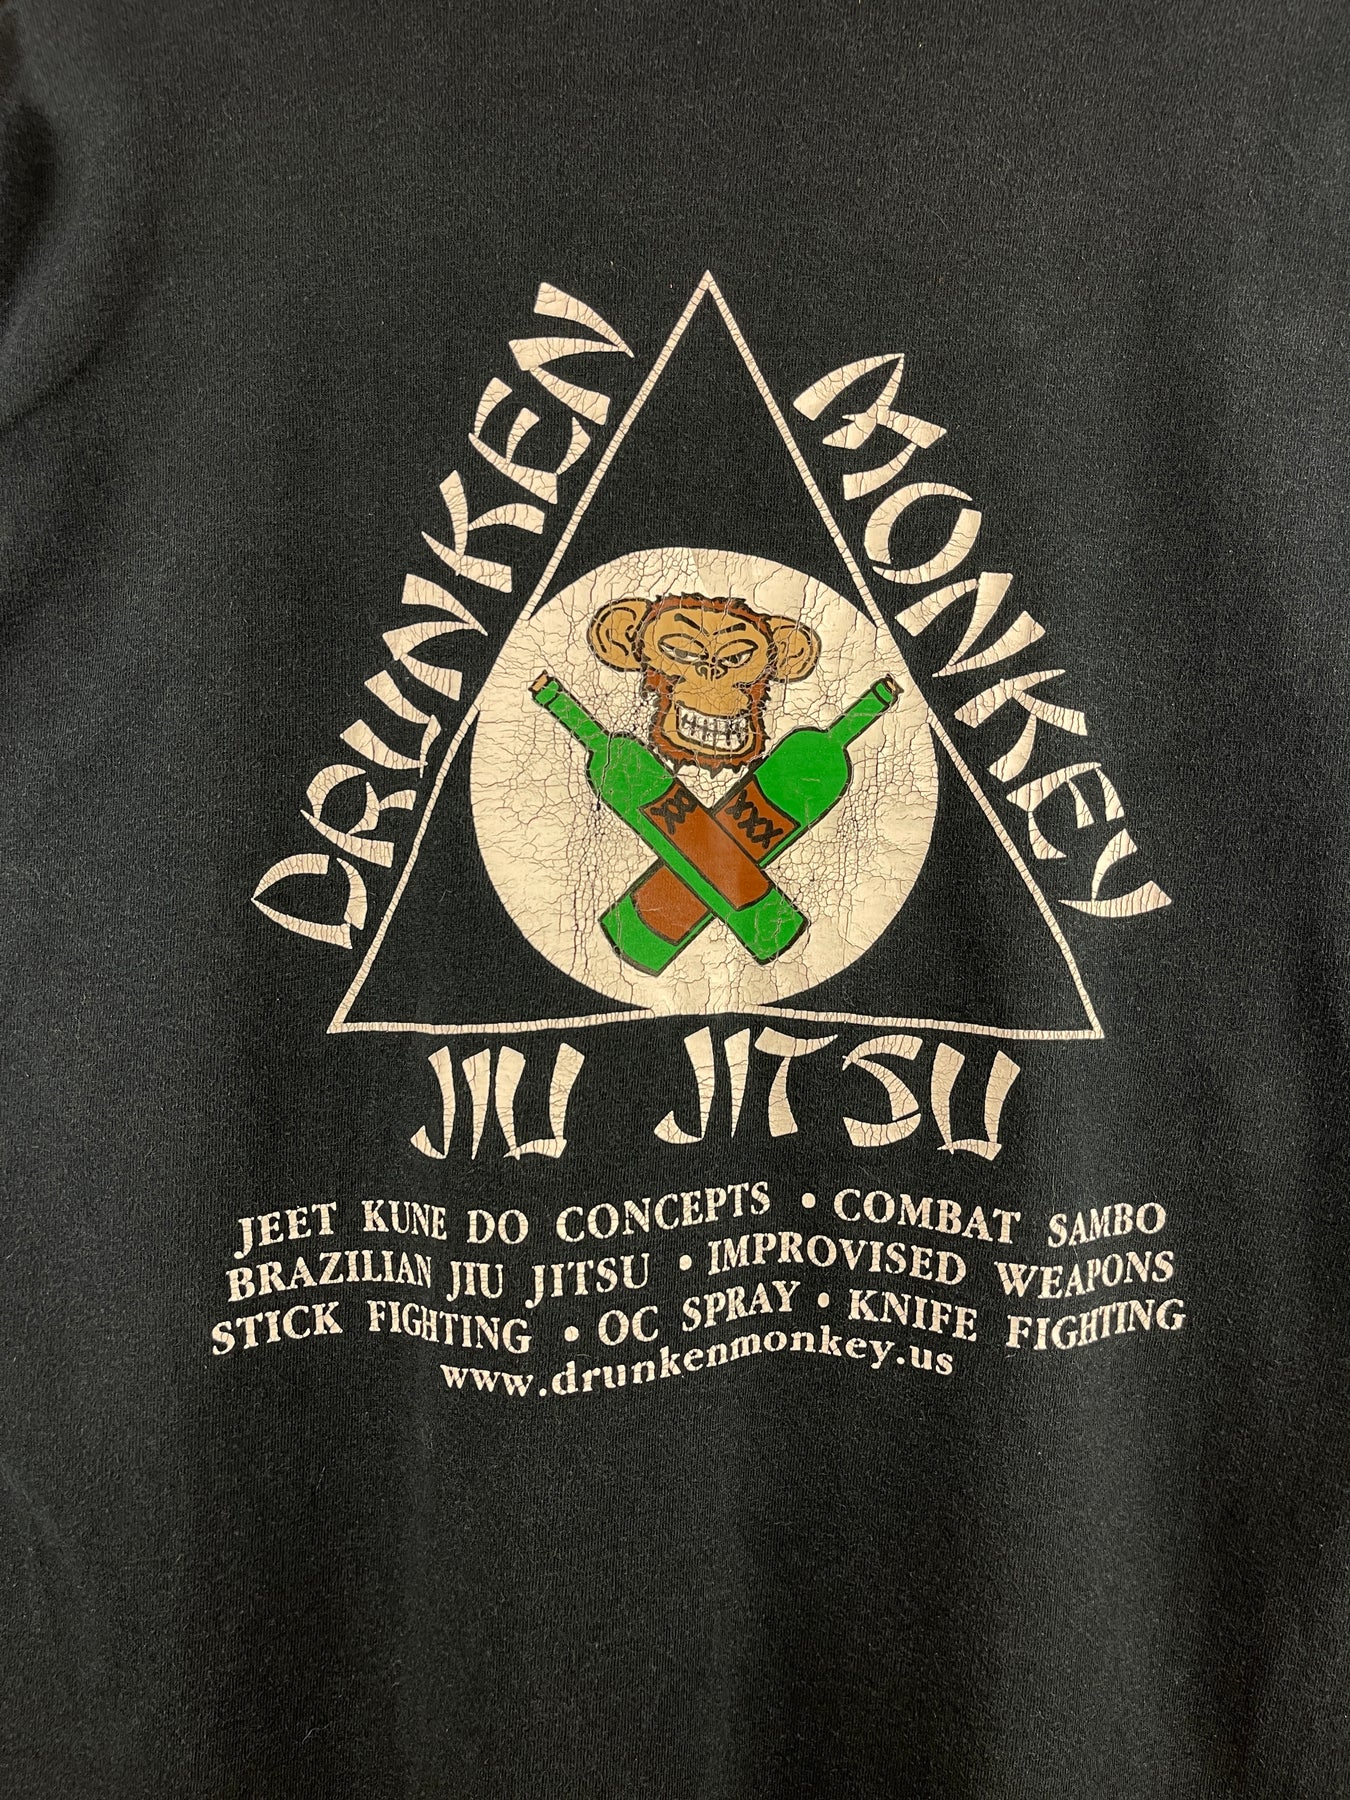 DRUNKEN
MONKEY
XX
XXX
JIU JITSU
JEET KUNE DO CONCEPTS • COMBAT SAMBO
BRAZILIAN JIU JITSU • IMPROVISED WEAPONS
STICK FIGHTING • OC SPRAY • KNIFE FIGHTING
www.drunkenmonkey.us